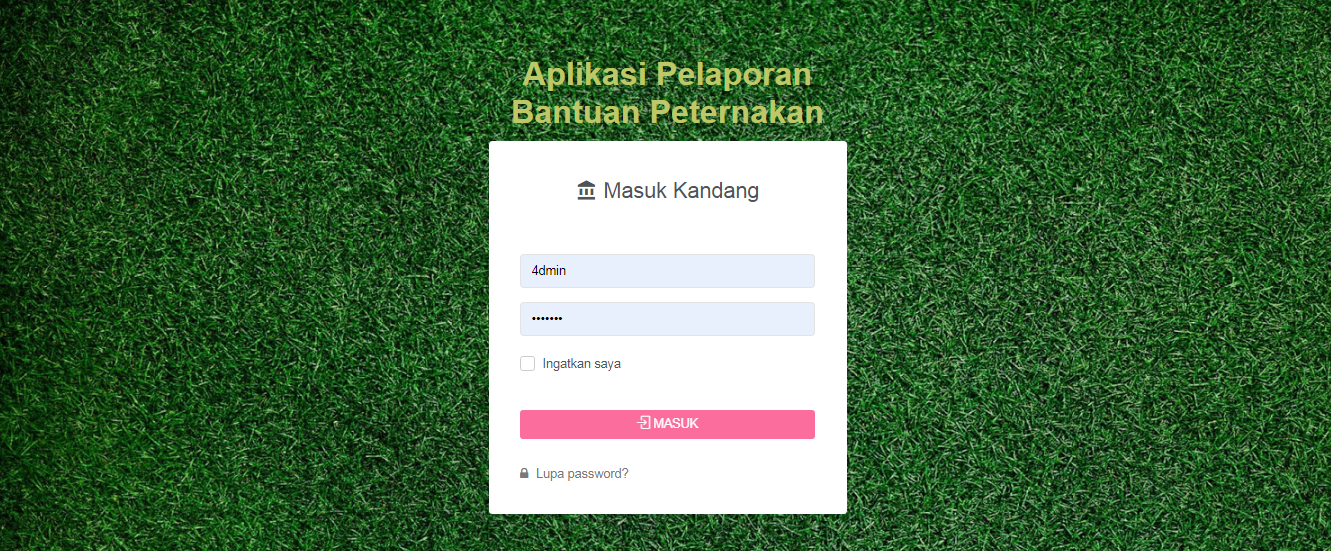 Aplikasi Pelaporan
Bantuan Peternakan
Masuk Kandang
4dmin
•••••••
Ingatkan saya
MASUK
Lupa password?